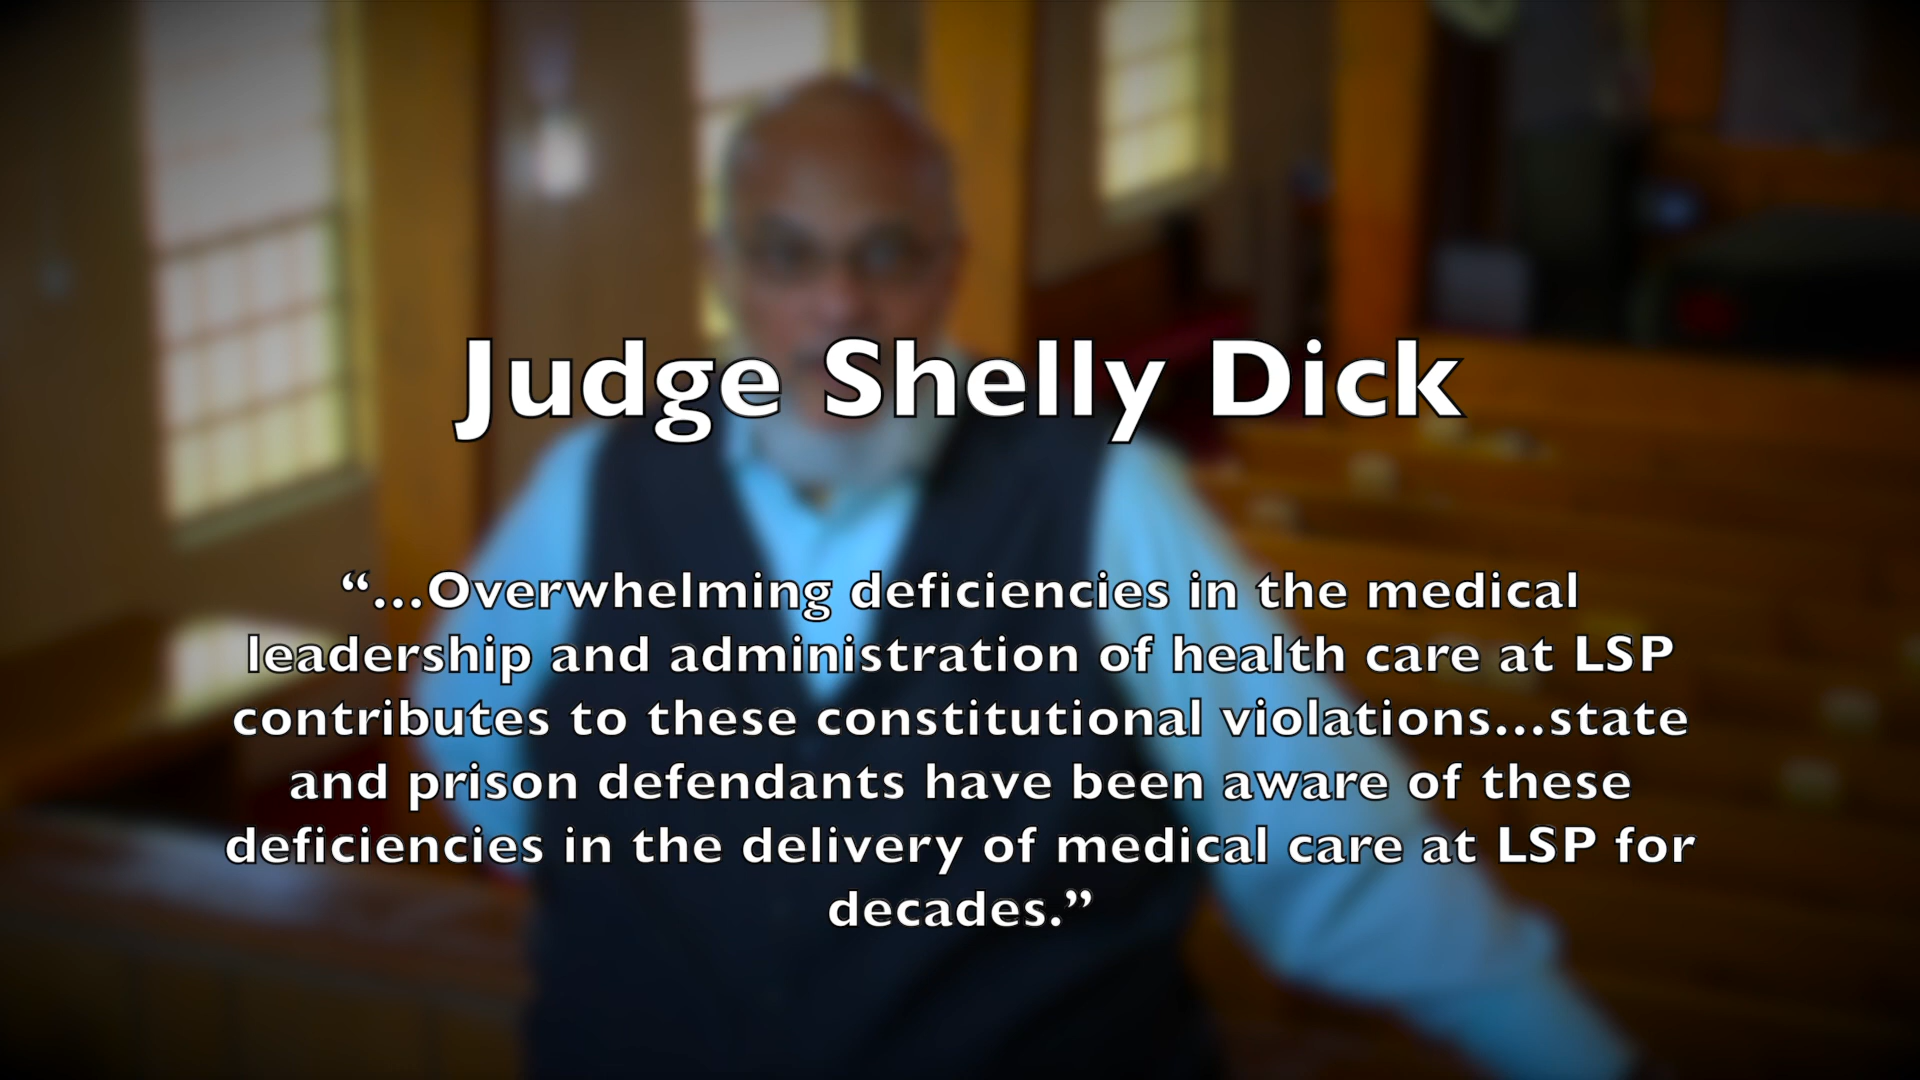 Judge Shelly Dick
“…Overwhelming deficiencies in the medical
leadership and administration of health care at LSP
contributes to these constitutional violations…state
and prison defendants have been aware of these
deficiencies in the delivery of medical care at LSP for
decades.”